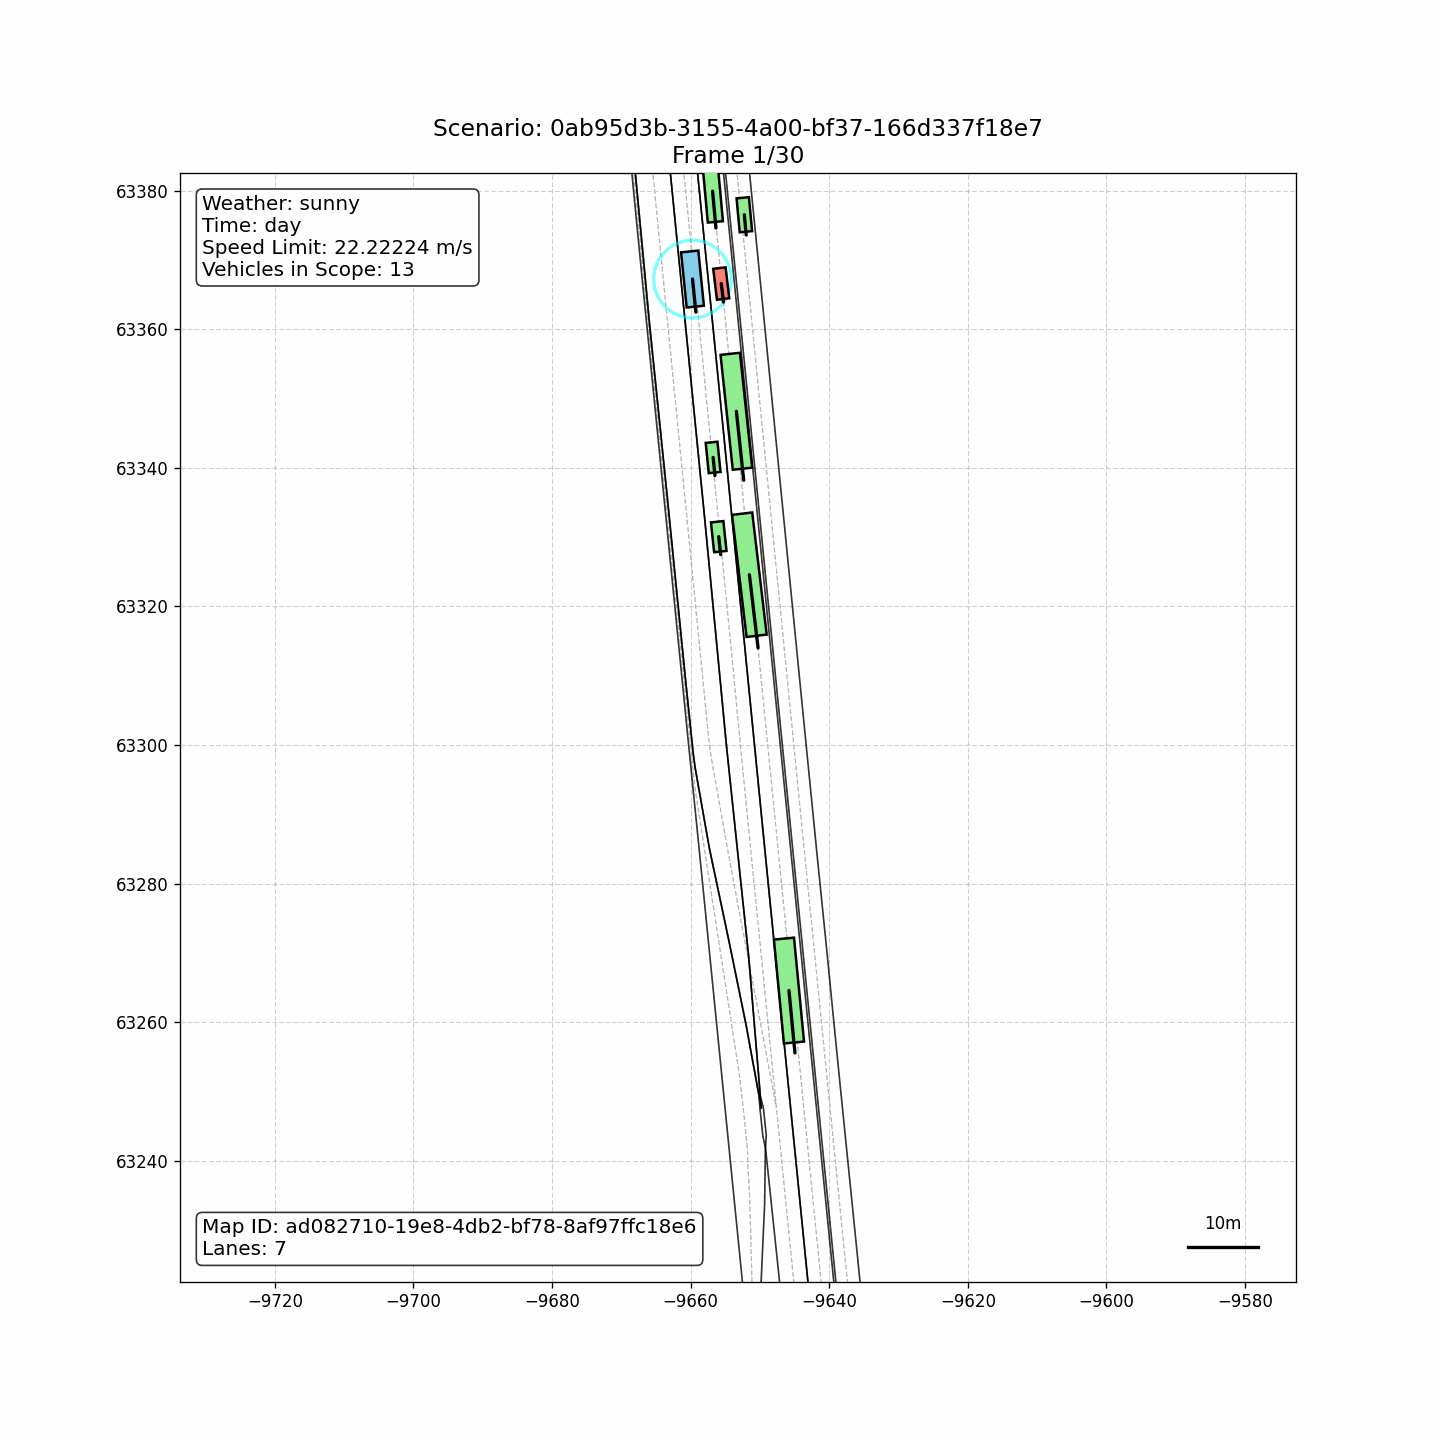 Scenario: 0ab95d3b-3155-4a00-bf37-166d337f18e7
Frame 1/30
Weather: sunny
Time: day
Speed Limit: 22.22224 m/s
Vehicles in Scope: 13
63380
63360
63340
63320
63300
63280
63260
63240
Map ID: ad082710-19e8-4db2-bf78-8af97ffc18e6
Lanes: 7
10m
−9720 −9700 −9680 −9660 −9640 −9620 −9600 −9580